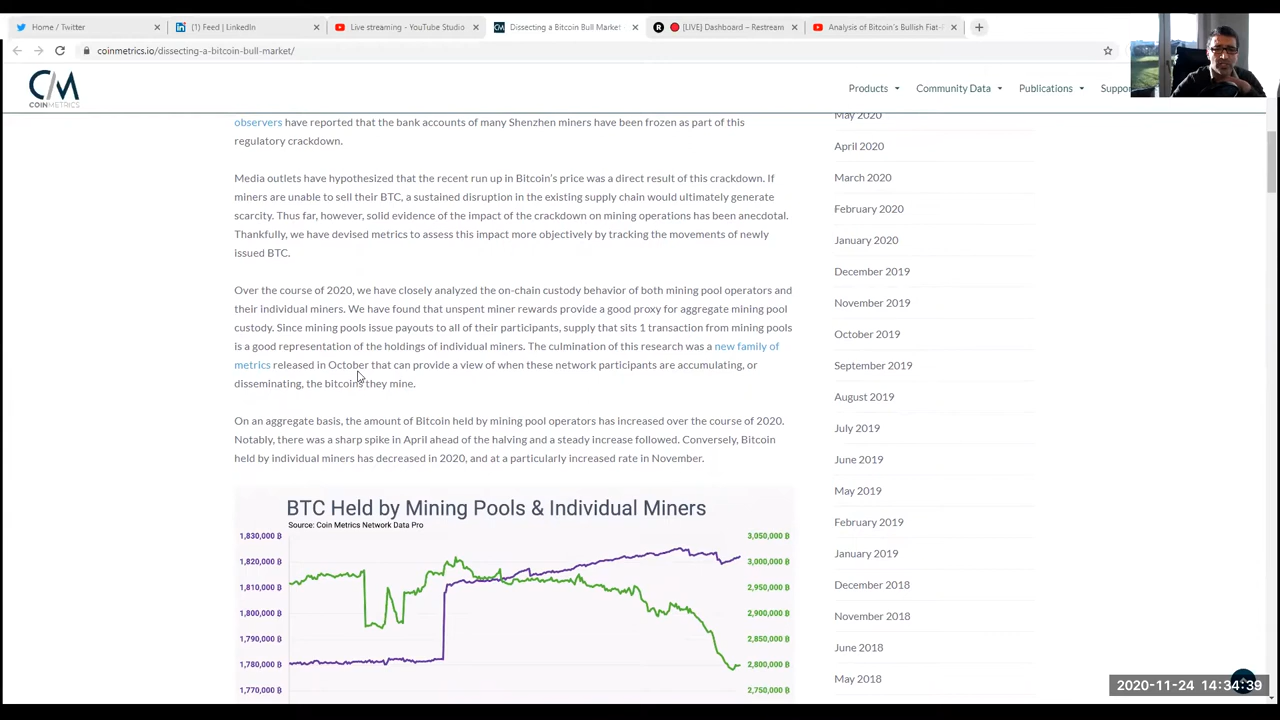 Home / Twitter
(1) Feed | LinkedIn
Live streaming - YouTube Studio
Dissecting a Bitcoin Bull Market
[LIVE] Dashboard – Restream
Analysis of Bitcoin's Bullish Fiat-
coinmetrics.io/dissecting-a-bitcoin-bull-market/
CM
COINMETRICS
Products
Community Data
Publications
Suppor
observers have reported that the bank accounts of many Shenzhen miners have been frozen as part of this
regulatory crackdown.
Media outlets have hypothesized that the recent run up in Bitcoin's price was a direct result of this crackdown. If
miners are unable to sell their BTC, a sustained disruption in the existing supply chain would ultimately generate
scarcity. Thus far, however, solid evidence of the impact of the crackdown on mining operations has been anecdotal.
Thankfully, we have devised metrics to assess this impact more objectively by tracking the movements of newly
issued BTC.
Over the course of 2020, we have closely analyzed the on-chain custody behavior of both mining pool operators and
their individual miners. We have found that unspent miner rewards provide a good proxy for aggregate mining pool
custody. Since mining pools issue payouts to all of their participants, supply that sits 1 transaction from mining pools
is a good representation of the holdings of individual miners. The culmination of this research was a new family of
metrics released in October that can provide a view of when these network participants are accumulating, or
disseminating, the bitcoins they mine.
On an aggregate basis, the amount of Bitcoin held by mining pool operators has increased over the course of 2020.
Notably, there was a sharp spike in April ahead of the halving and a steady increase followed. Conversely, Bitcoin
held by individual miners has decreased in 2020, and at a particularly increased rate in November.
BTC Held by Mining Pools & Individual Miners
Source: Coin Metrics Network Data Pro
1,830,000 ₿
1,820,000 ₿
1,810,000 ₿
1,800,000 ₿
1,790,000 ₿
1,780,000 ₿
1,770,000 ₿
3,050,000 ₿
3,000,000 ₿
2,950,000 ₿
2,900,000 ₿
2,850,000 ₿
2,800,000 ₿
2,750,000 ₿
May 2020
April 2020
March 2020
February 2020
January 2020
December 2019
November 2019
October 2019
September 2019
August 2019
July 2019
June 2019
May 2019
February 2019
January 2019
December 2018
November 2018
June 2018
May 2018
2020-11-24 14:34:39